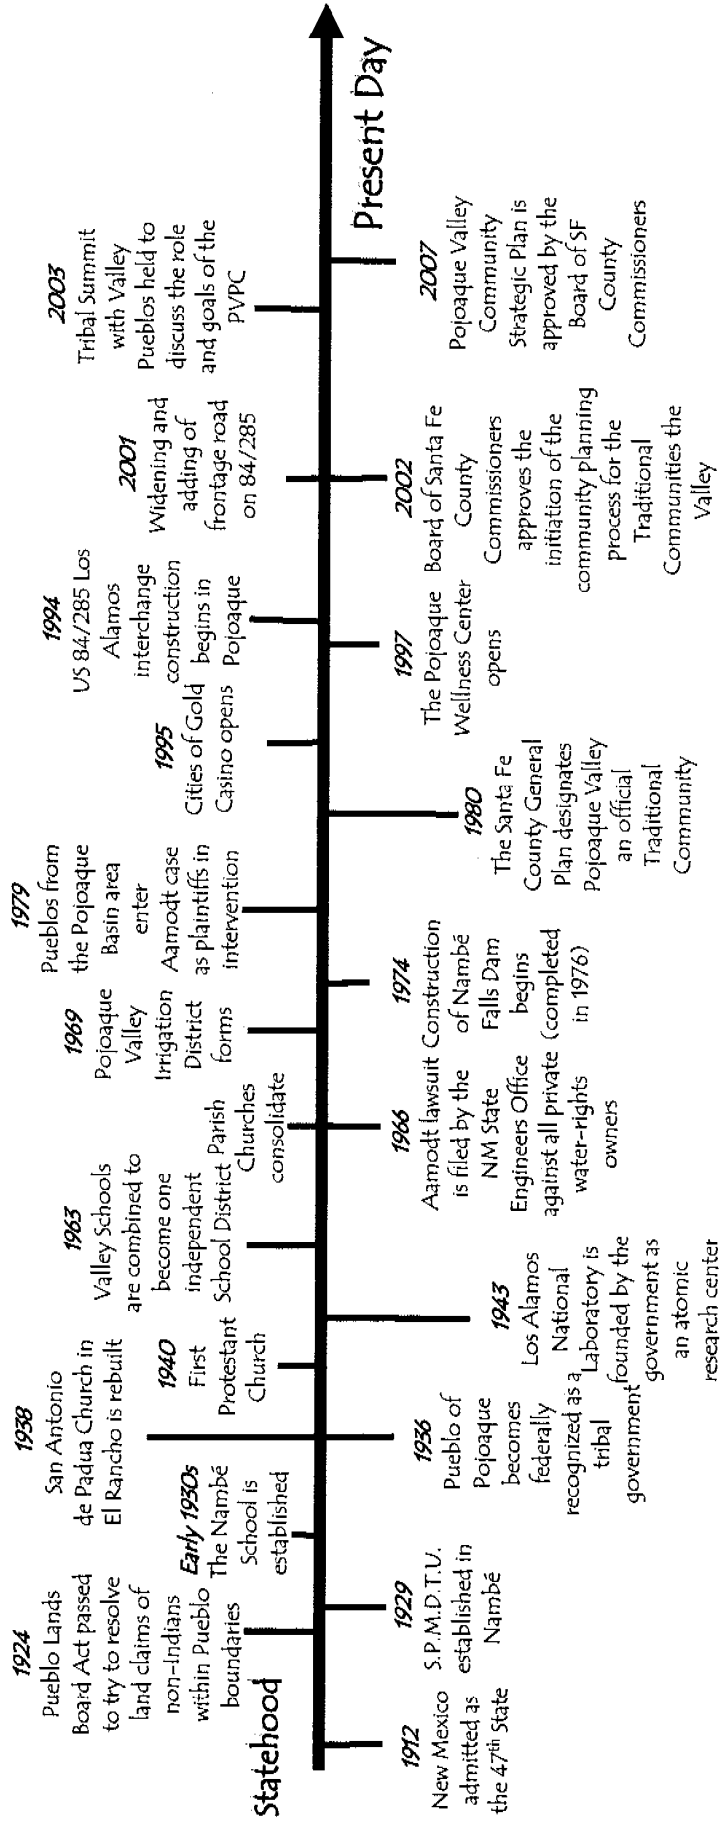 Statehood
1912
New Mexico
admitted as
the 47th State
1924
Pueblo Lands
Board Act passed
to try to resolve
land claims of
non-Indians
within Pueblo
boundaries
1929
S.P.M.D.T.U.
established in
Nambé
Early 1930s
The Nambé
School is
established
1936
Pueblo of
Pojoaque
becomes
federally
recognized as a
tribal
government
1938
San Antonio
de Padua Church in
El Rancho is rebuilt
1940
First
Protestant
Church
1943
Los Alamos
National
Laboratory is
founded by the
government as
an atomic
research center
1963
Valley Schools
are combined to
become one
independent
School District
Parish
Churches
consolidate
1966
Aamodt lawsuit
is filed by the
NM State
Engineers Office
against all private
water-rights
owners
1969
Pojoaque
Valley
Irrigation
District
forms
1974
Construction
of Nambé
Falls Dam
begins
(completed
in 1976)
1979
Pueblos from
the Pojoaque
Basin area
enter
Aamodt case
as plaintiffs in
intervention
1980
The Santa Fe
County General
Plan designates
Pojoaque Valley
an official
Traditional
Community
1995
Cities of Gold
Casino opens
1997
The Pojoaque
Wellness Center
opens
1994
US 84/285 Los
Alamos
interchange
construction
begins in
Pojoaque
2001
Widening and
adding of
frontage road
on 84/285
2002
Board of Santa Fe
County
Commissioners
approves the
initiation of the
community planning
process for the
Traditional
Communities the
Valley
2003
Tribal Summit
with Valley
Pueblos held to
discuss the role
and goals of the
PVPC
2007
Pojoaque Valley
Community
Strategic Plan is
approved by the
Board of SF
County
Commissioners
Present Day